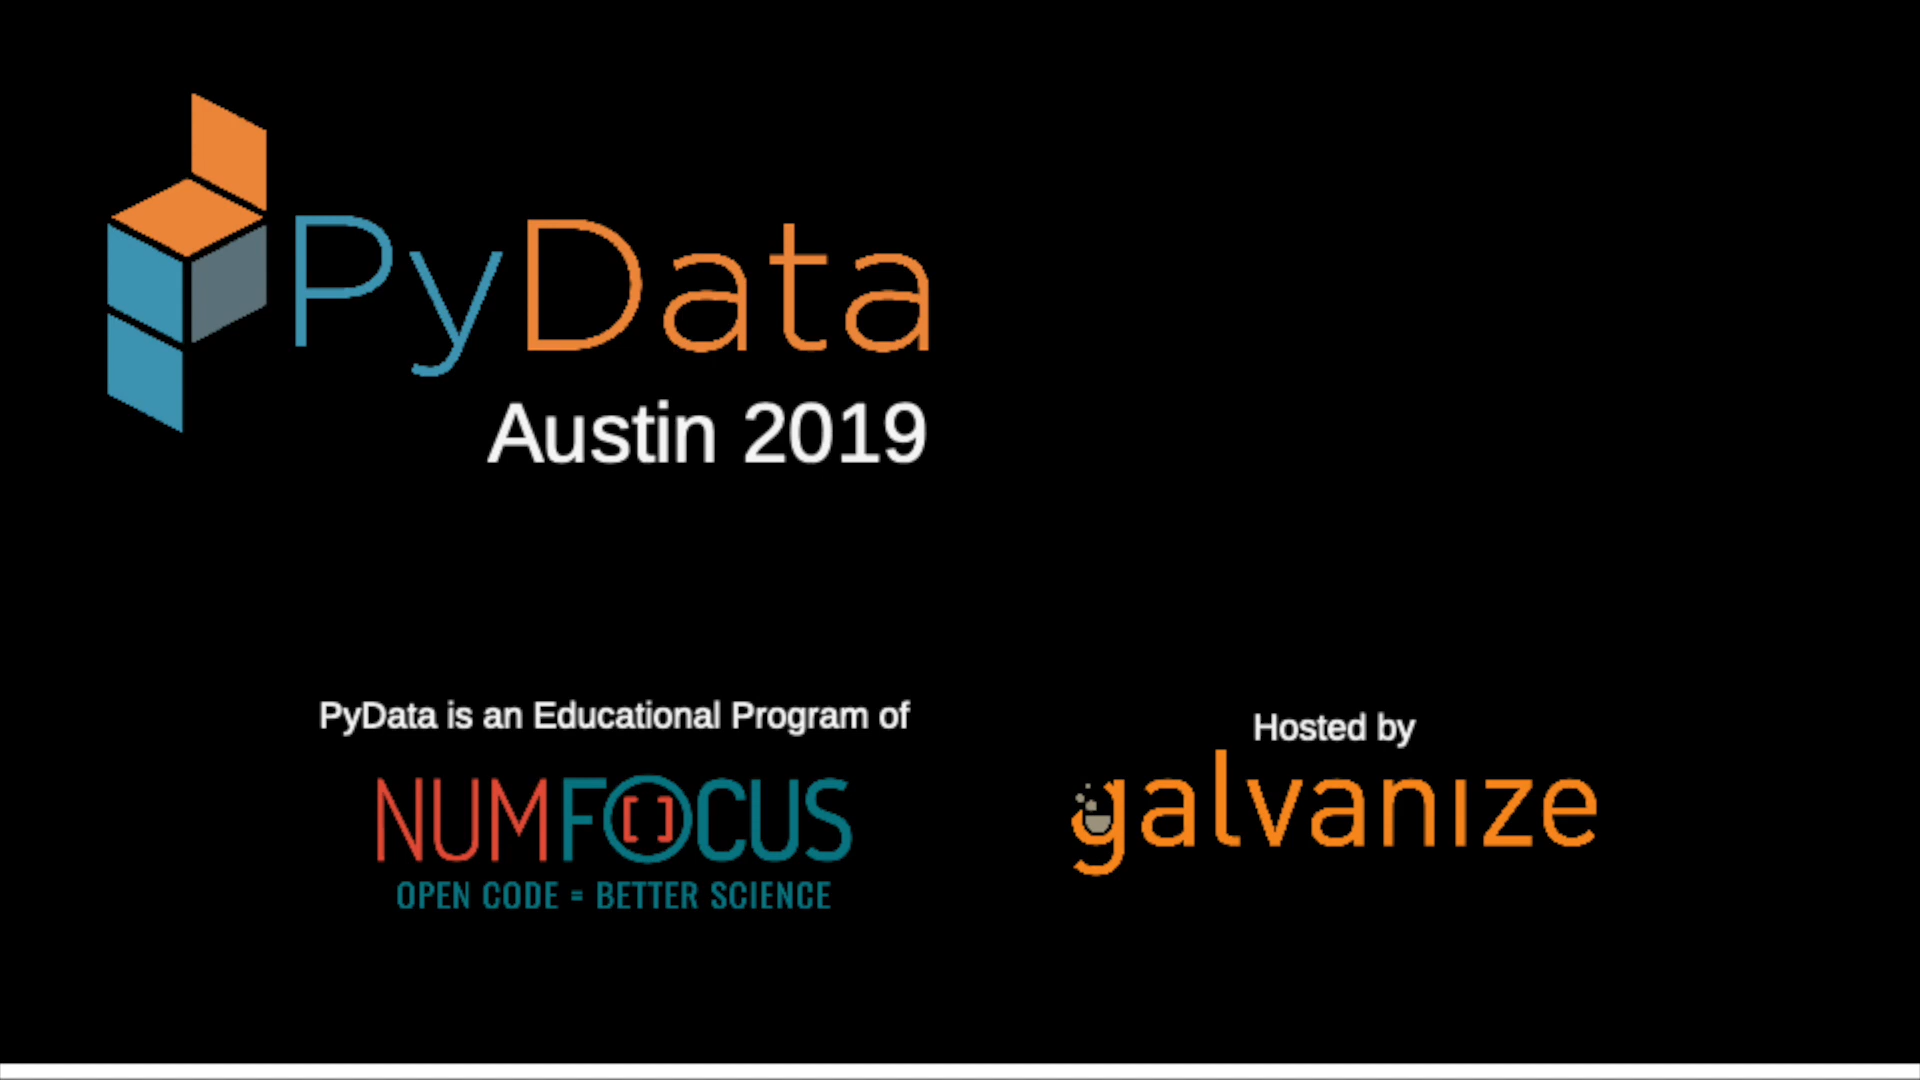 PyData
Austin 2019
PyData is an Educational Program of
NUMFOCUS
OPEN CODE = BETTER SCIENCE
Hosted by
galvanize